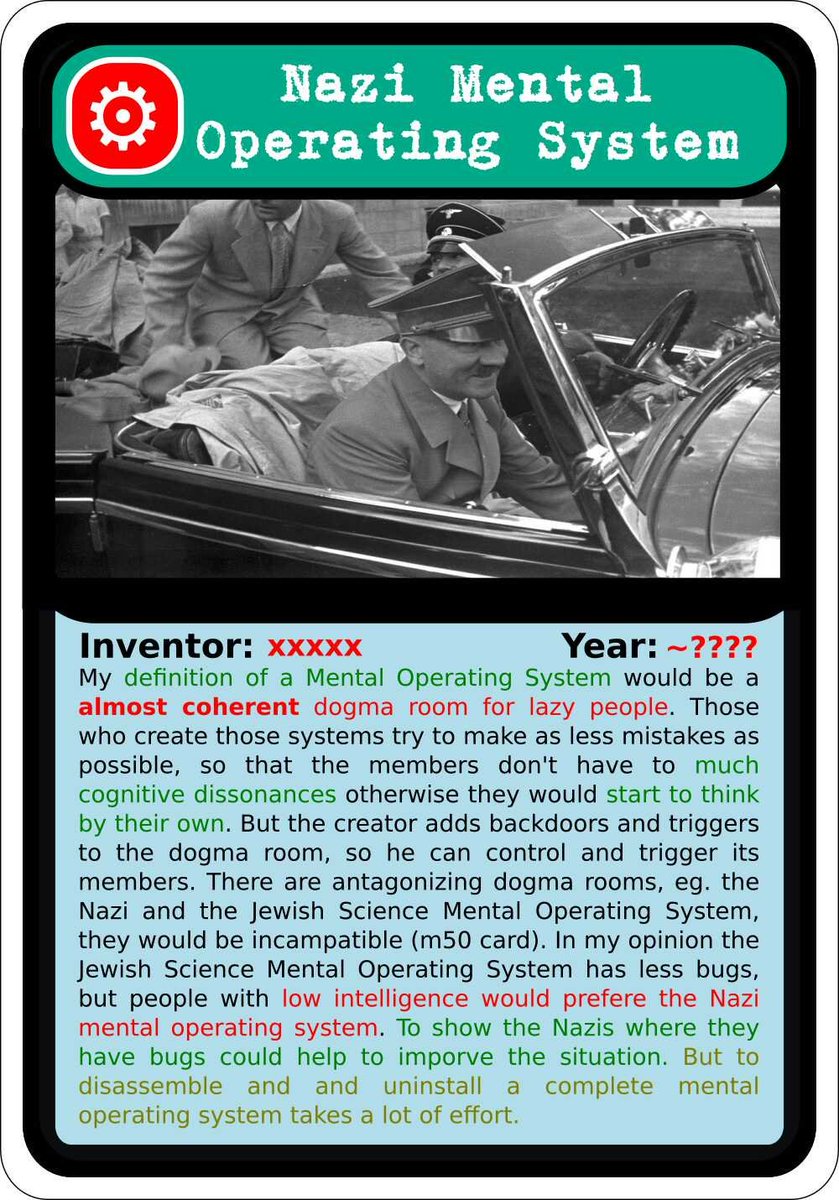 Nazi Mental
Operating System
Inventor: xxxxx Year: ~????
My definition of a Mental Operating System would be a
almost coherent dogma room for lazy people. Those
who create those systems try to make as less mistakes as
possible, so that the members don't have to much
cognitive dissonances otherwise they would start to think
by their own. But the creator adds backdoors and triggers
to the dogma room, so he can control and trigger its
members. There are antagonizing dogma rooms, eg. the
Nazi and the Jewish Science Mental Operating System,
they would be incampatible (m50 card). In my opinion the
Jewish Science Mental Operating System has less bugs,
but people with low intelligence would prefere the Nazi
mental operating system. To show the Nazis where they
have bugs could help to imporve the situation. But to
disassemble and and uninstall a complete mental
operating system takes a lot of effort.